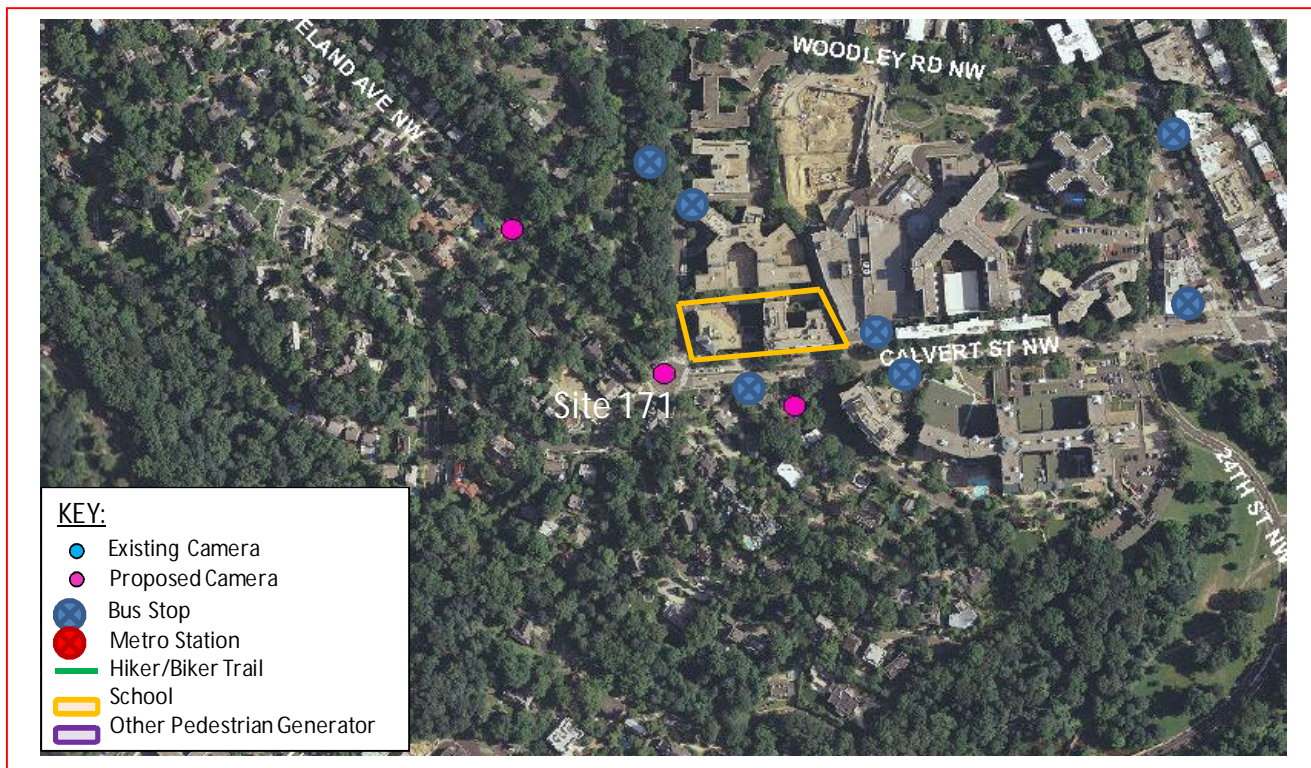 ELAND AVE NW
WOODLEY RD NW
CALVERT ST NW
Site 171
24TH ST NW
KEY:
Existing Camera
Proposed Camera
Bus Stop
Metro Station
Hiker/Biker Trail
School
Other Pedestrian Generator